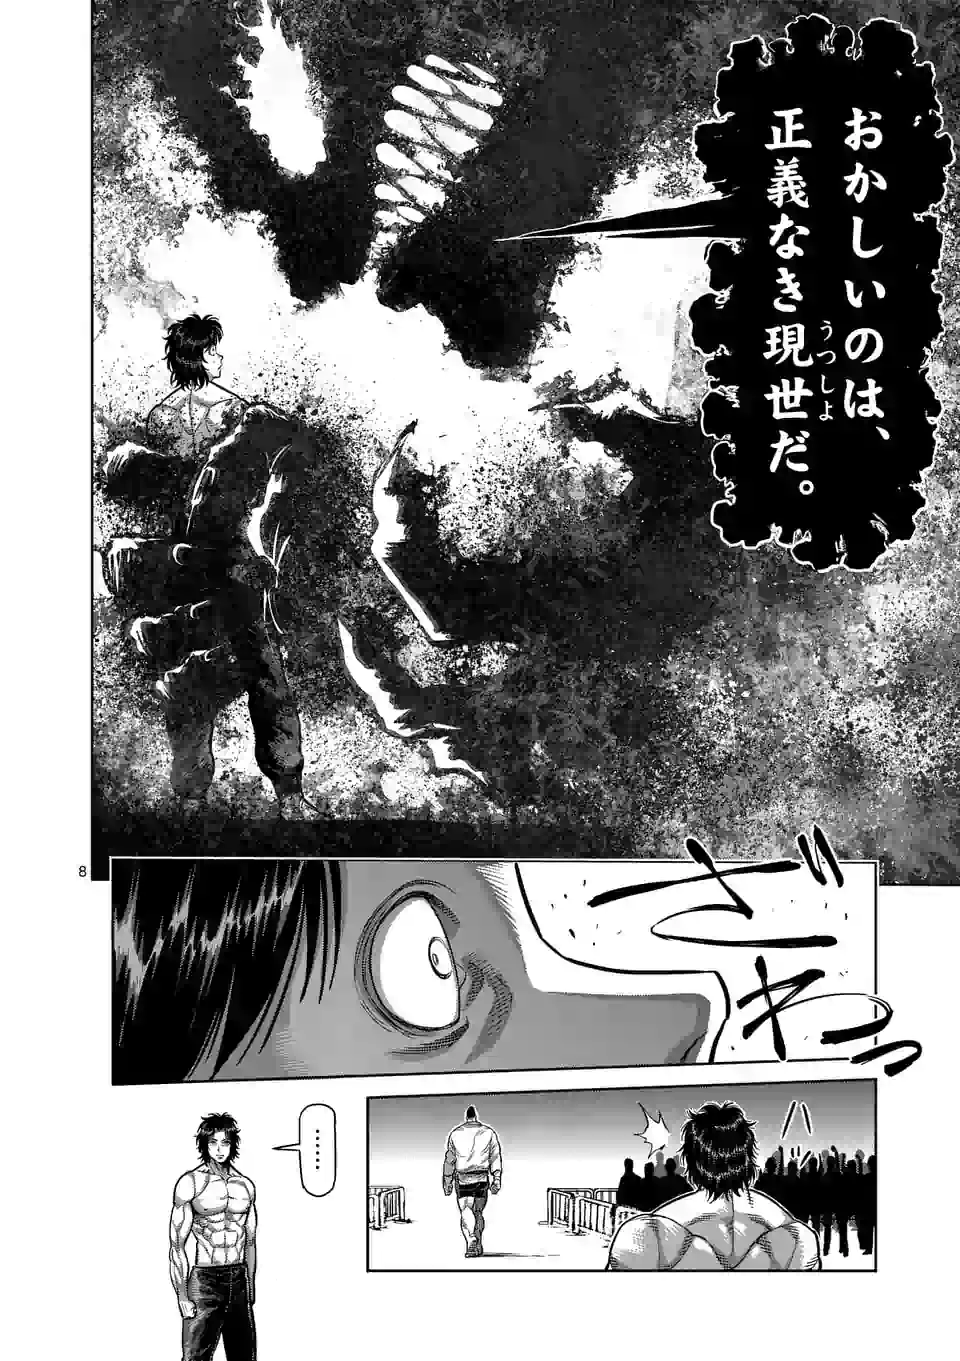 おかしいのは、
正義なき現世だ。
うつしよ
ざ
わっ
ハッ
……
8